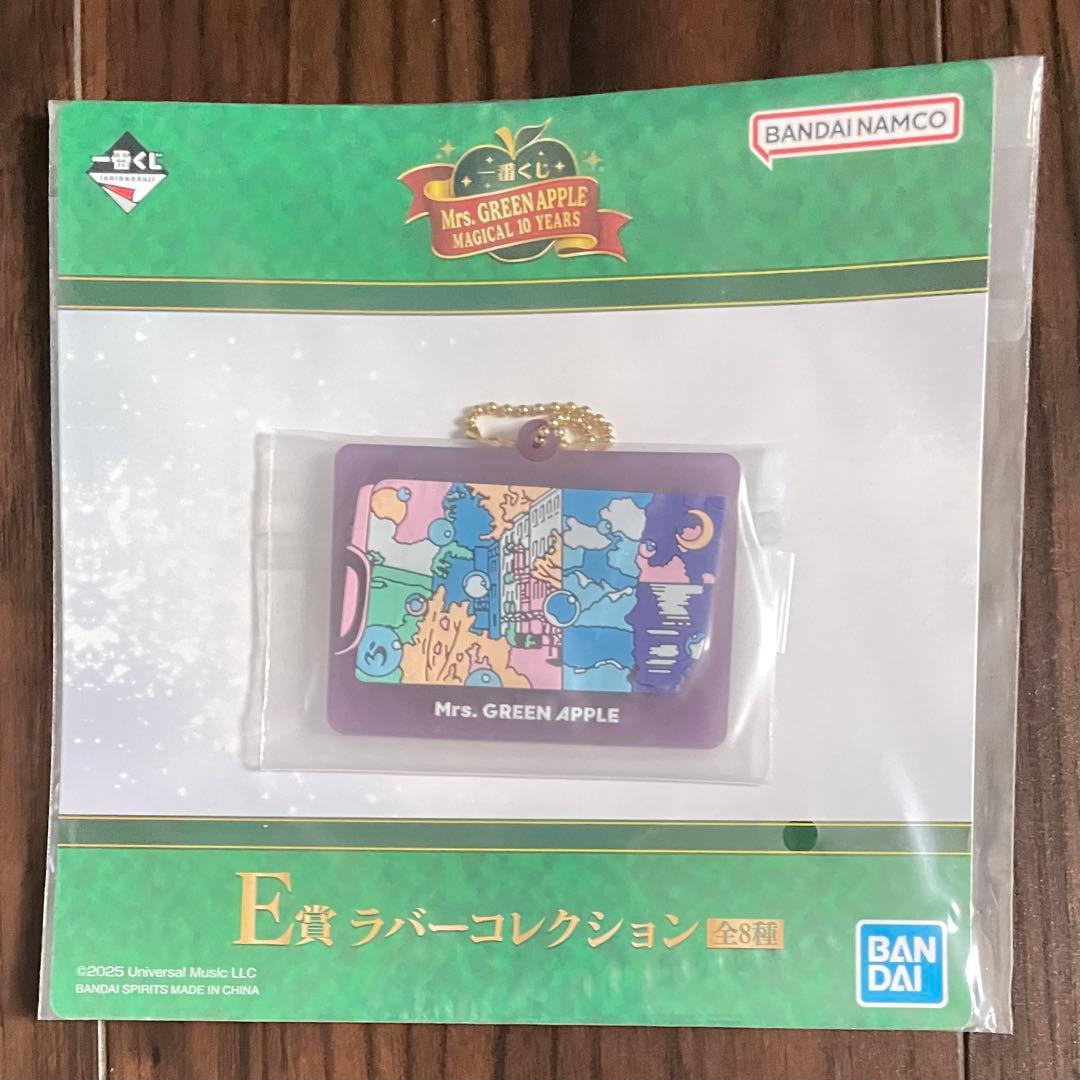 一番くじ
ichibankuji
一番くじ
Mrs. GREEN APPLE
MAGICAL 10 YEARS
BANDAI NAMCO
Mrs. GREEN APPLE
E賞 ラバーコレクション 全8種
©2025 Universal Music LLC
BANDAI SPIRITS MADE IN CHINA
BAN
DAI